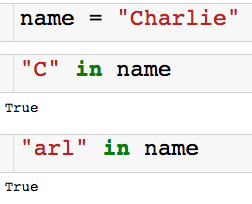 name = "Charlie"
"C" in name
True
"arl" in name
True